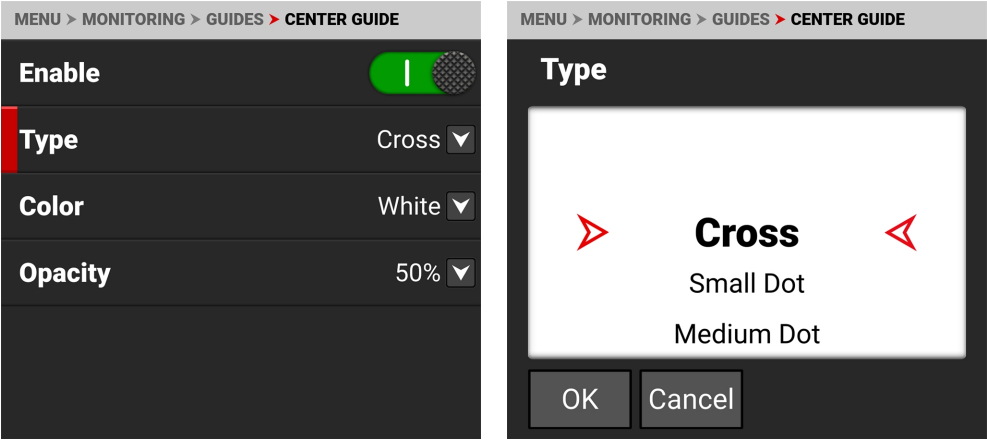 MENU > MONITORING > GUIDES > CENTER GUIDE
Enable
Type Cross
Color White
Opacity 50%
MENU > MONITORING > GUIDES > CENTER GUIDE
Type
Cross
Small Dot
Medium Dot
OK Cancel